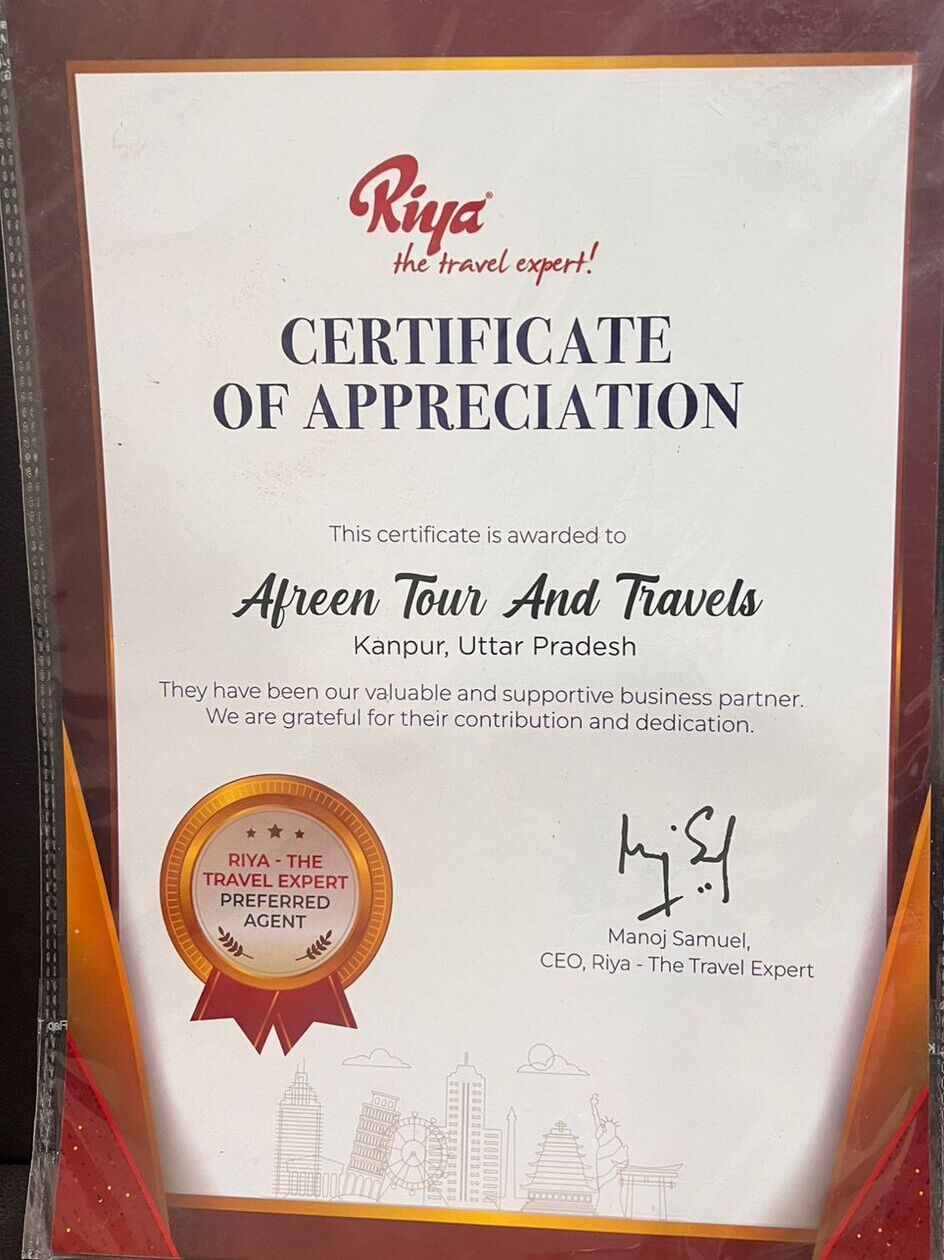 Riya®
the travel expert!
CERTIFICATE
OF APPRECIATION
This certificate is awarded to
Afreen Tour And Travels
Kanpur, Uttar Pradesh
They have been our valuable and supportive business partner.
We are grateful for their contribution and dedication.
RIYA - THE
TRAVEL EXPERT
PREFERRED
AGENT
Manoj Samuel,
CEO, Riya - The Travel Expert